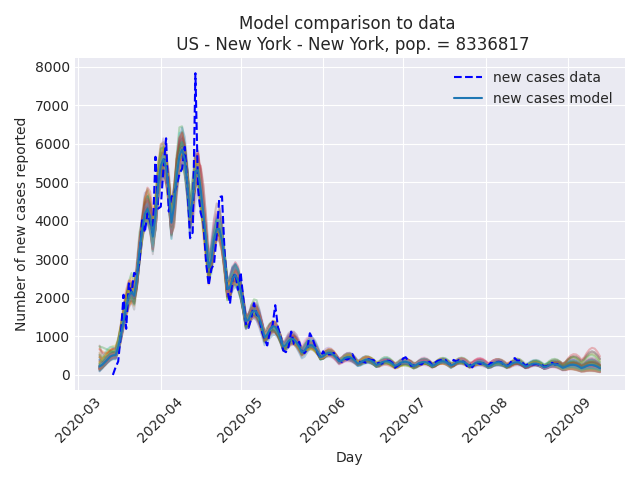 Model comparison to data
US - New York - New York, pop. = 8336817
new cases data
new cases model
Number of new cases reported
8000
7000
6000
5000
4000
3000
2000
1000
0
2020-03
2020-04
2020-05
2020-06
2020-07
2020-08
2020-09
Day